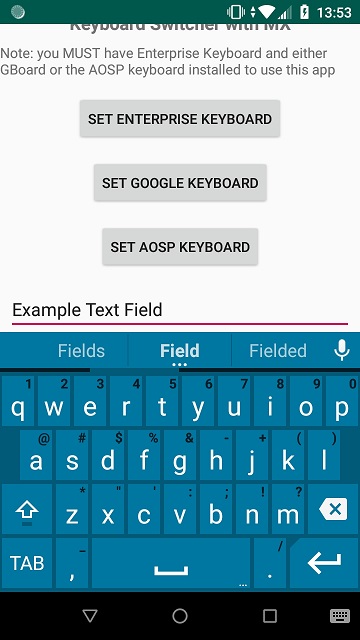 13:53
Keyboard Switcher with MX
Note: you MUST have Enterprise Keyboard and either
GBoard or the AOSP keyboard installed to use this app
SET ENTERPRISE KEYBOARD
SET GOOGLE KEYBOARD
SET AOSP KEYBOARD
Example Text Field
Fields Field Fielded
1 2 3 4 5 6 7 8 9 0
q w e r t y u i o p
@ # $ % & - + ( )
a s d f g h j k l
* " ' : ; ! ?
z x c v b n m
_ /
TAB , ... .